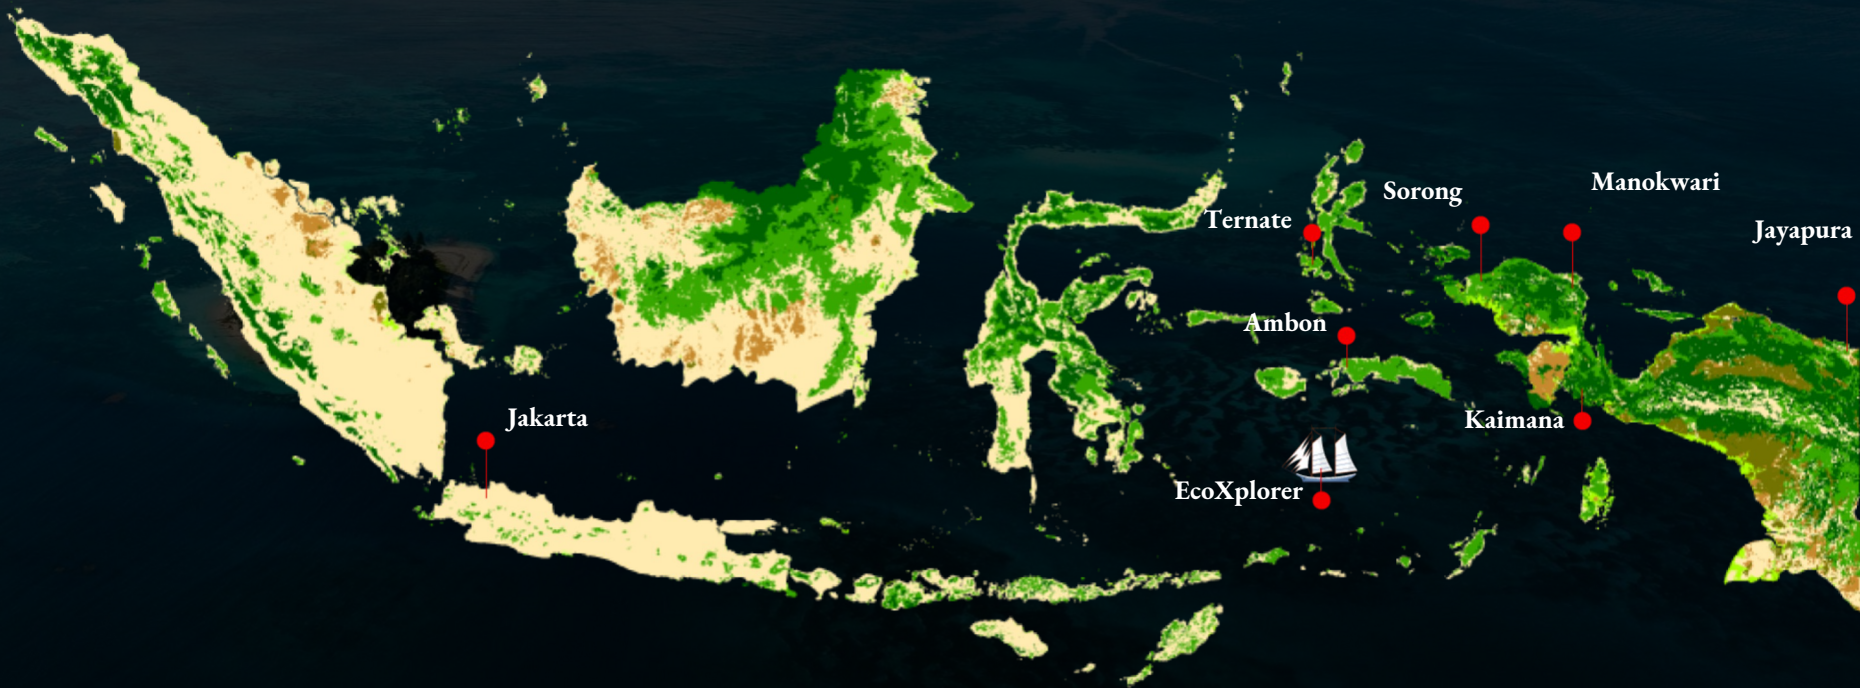 Manokwari
Sorong
Ternate
Jayapura
Ambon
Jakarta
Kaimana
EcoXplorer